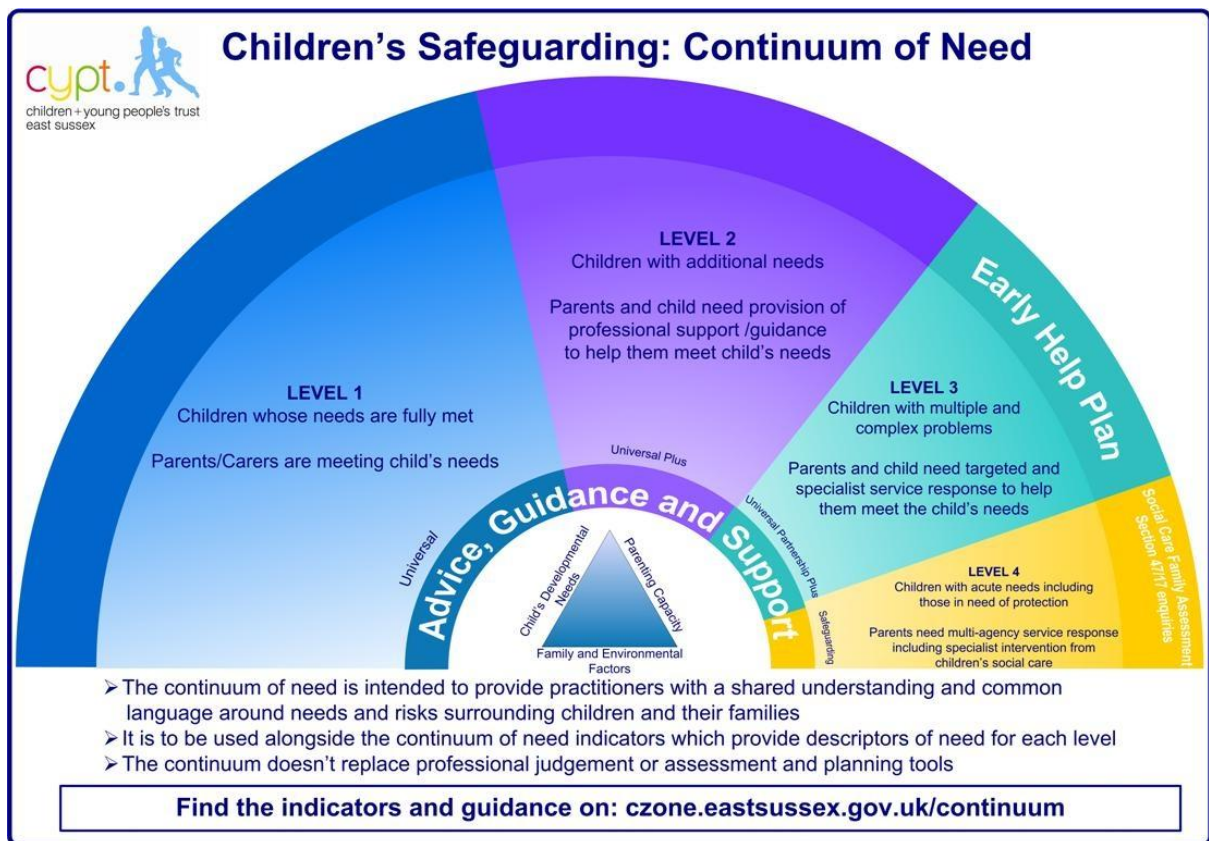 Children's Safeguarding: Continuum of Need
cypt.
children + young people's trust
east sussex
LEVEL 1
Children whose needs are fully met
Parents/Carers are meeting child's needs
LEVEL 2
Children with additional needs
Parents and child need provision of
professional support /guidance
to help them meet child's needs
Early Help Plan
LEVEL 3
Children with multiple and
complex problems
Parents and child need targeted and
specialist service response to help
them meet the child's needs
Social Care Family Assessment
Section 47/17 enquiries
LEVEL 4
Children with acute needs including
those in need of protection
Parents need multi-agency service response
including specialist intervention from
children's social care
Universal
Universal Plus
Universal Partnership Plus
Safeguarding
Advice, Guidance and Support
Child's Developmental
Needs
Parenting Capacity
Family and Environmental
Factors
➤ The continuum of need is intended to provide practitioners with a shared understanding and common
language around needs and risks surrounding children and their families
➤ It is to be used alongside the continuum of need indicators which provide descriptors of need for each level
➤ The continuum doesn't replace professional judgement or assessment and planning tools
Find the indicators and guidance on: czone.eastsussex.gov.uk/continuum